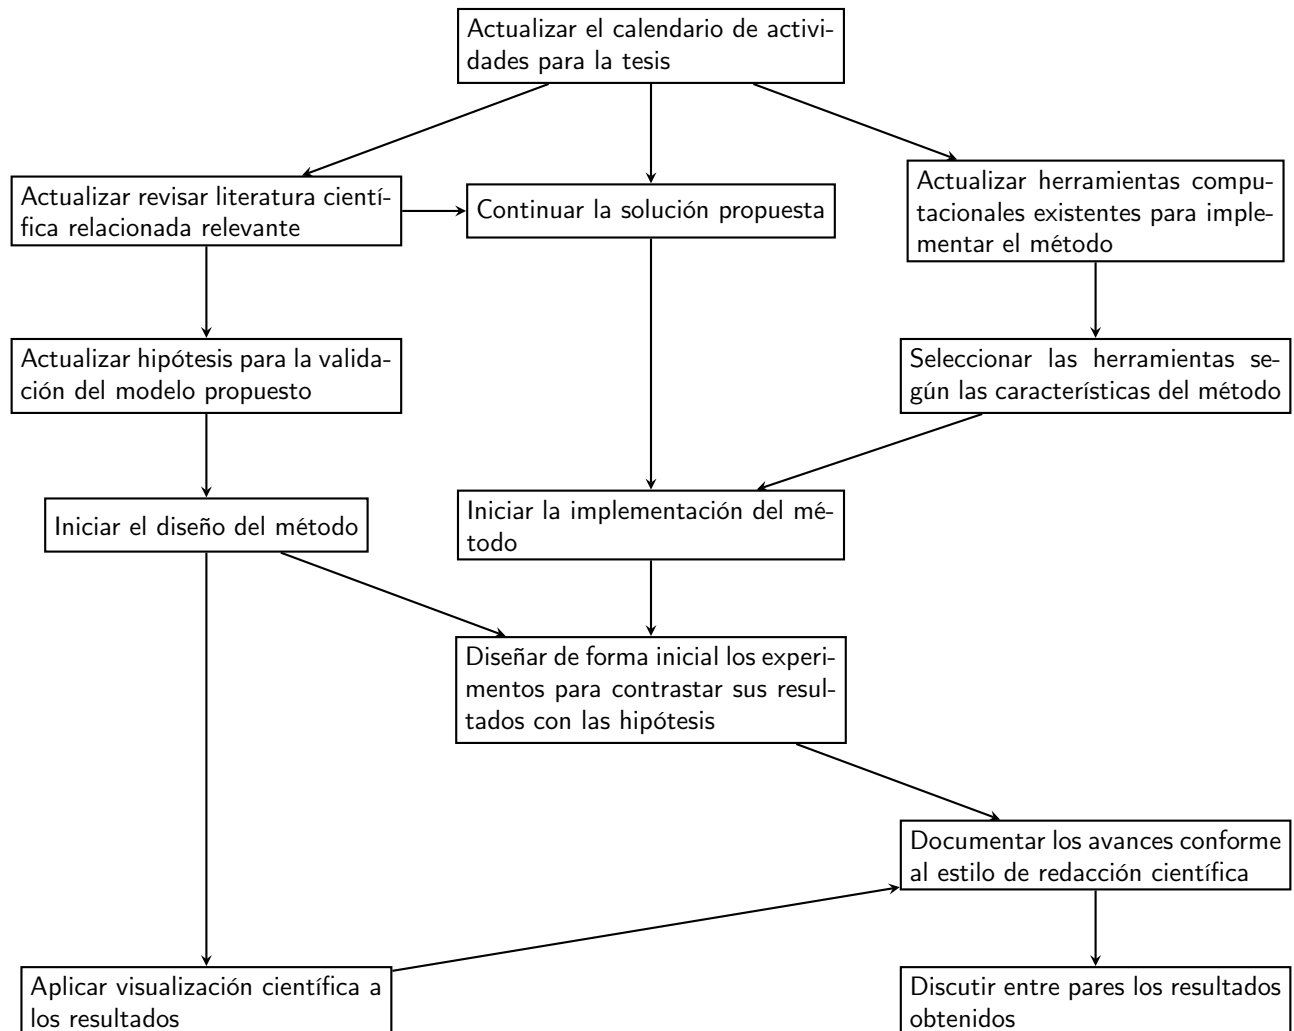 Actualizar el calendario de activi-
dades para la tesis
Actualizar revisar literatura cientí-
fica relacionada relevante
Continuar la solución propuesta
Actualizar herramientas compu-
tacionales existentes para imple-
mentar el método
Actualizar hipótesis para la valida-
ción del modelo propuesto
Seleccionar las herramientas se-
gún las características del método
Iniciar el diseño del método
Iniciar la implementación del mé-
todo
Diseñar de forma inicial los experi-
mentos para contrastar sus resul-
tados con las hipótesis
Documentar los avances conforme
al estilo de redacción científica
Aplicar visualización científica a
los resultados
Discutir entre pares los resultados
obtenidos